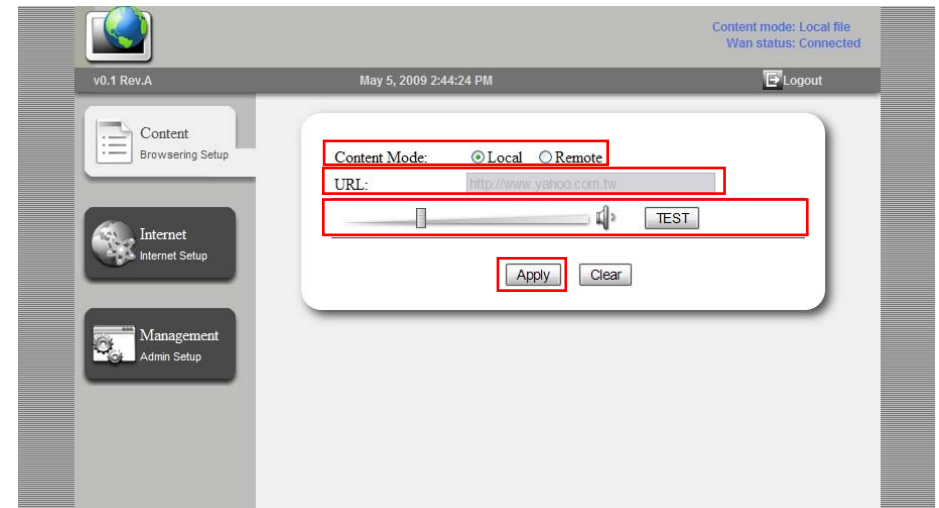 Content mode: Local file
Wan status: Connected
v0.1 Rev.A May 5, 2009 2:44:24 PM Logout
Content
Browsering Setup
Content Mode: Local Remote
URL: http://www.yahoo.com.tw
TEST
Internet
Internet Setup
Apply Clear
Management
Admin Setup